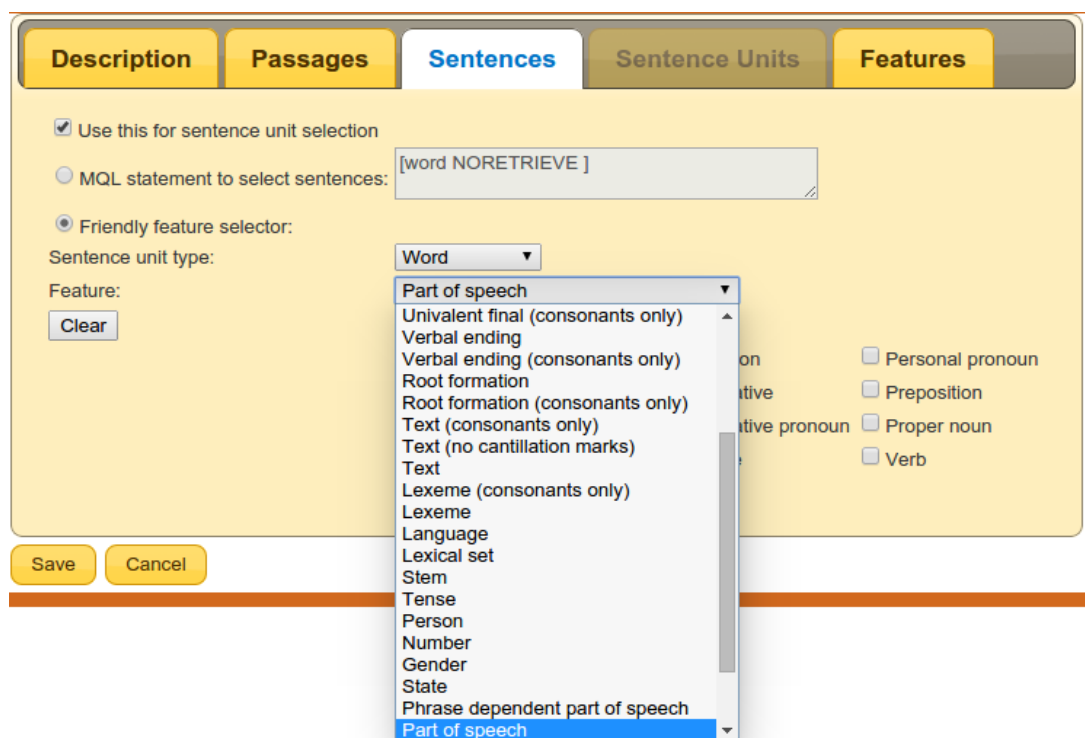 Description Passages Sentences Sentence Units Features
Use this for sentence unit selection
MQL statement to select sentences: [word NORETRIEVE ]
Friendly feature selector:
Sentence unit type: Word
Feature: Part of speech
Clear
Univalent final (consonants only)
Verbal ending
Verbal ending (consonants only)
Root formation
Root formation (consonants only)
Text (consonants only)
Text (no cantillation marks)
Text
Lexeme (consonants only)
Lexeme
Language
Lexical set
Stem
Tense
Person
Number
Gender
State
Phrase dependent part of speech
Part of speech
on Personal pronoun
ative Preposition
ative pronoun Proper noun
Verb
Save Cancel